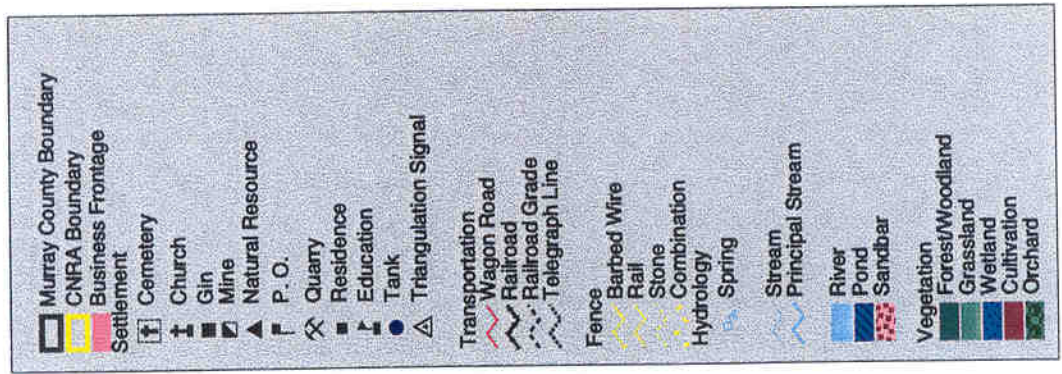 Murray County Boundary
CNRA Boundary
Business Frontage
Settlement
Cemetery
Church
Gin
Mine
Natural Resource
P. O.
Quarry
Residence
Education
Tank
Triangulation Signal
Transportation
Wagon Road
Railroad
Railroad Grade
Telegraph Line
Fence
Barbed Wire
Rail
Stone
Combination
Hydrology
Spring
Stream
Principal Stream
River
Pond
Sandbar
Vegetation
Forest/Woodland
Grassland
Wetland
Cultivation
Orchard